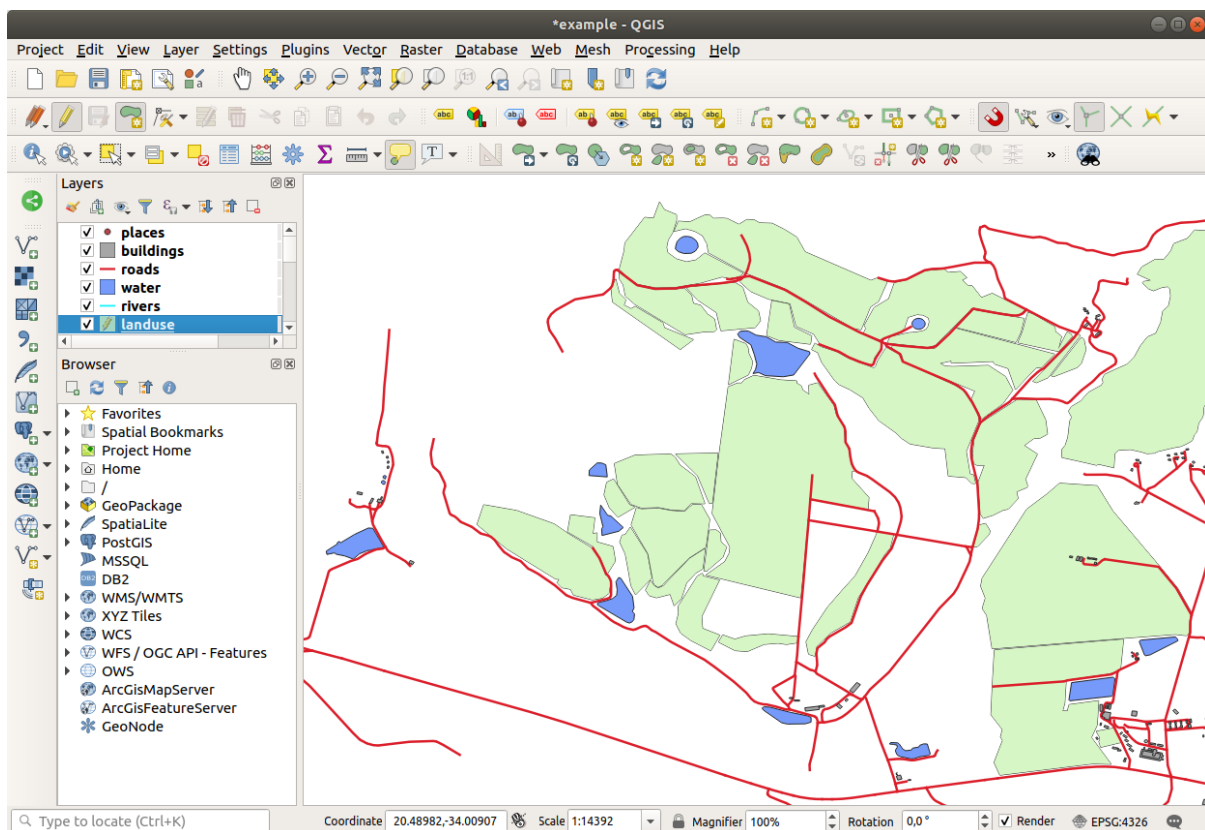 *example - QGIS
Project Edit View Layer Settings Plugins Vector Raster Database Web Mesh Processing Help
Layers
places
buildings
roads
water
rivers
landuse
Browser
Favorites
Spatial Bookmarks
Project Home
Home
/
GeoPackage
SpatiaLite
PostGIS
MSSQL
DB2
WMS/WMTS
XYZ Tiles
WCS
WFS / OGC API - Features
OWS
ArcGisMapServer
ArcGisFeatureServer
GeoNode
Type to locate (Ctrl+K) Coordinate 20.48982,-34.00907 Scale 1:14392 Magnifier 100% Rotation 0,0 ° Render EPSG:4326